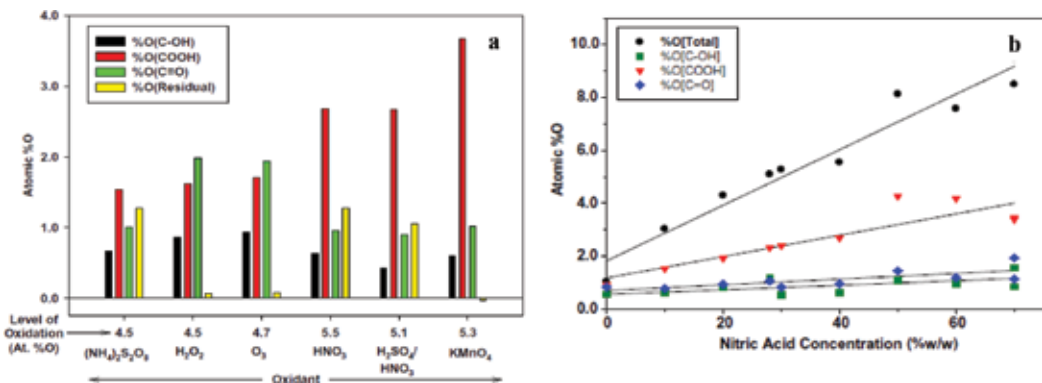 a
%O(C-OH)
%O(COOH)
%O(C=O)
%O(Residual)
Atomic %O
4.0
3.0
2.0
1.0
0.0
Level of
Oxidation
(At. %O)
4.5 4.5 4.7 5.5 5.1 5.3
(NH₄)₂S₂O₈ H₂O₂ O₃ HNO₃ H₂SO₄/ KMnO₄
HNO₃
Oxidant
b
%O[Total]
%O[C-OH]
%O[COOH]
%O[C=O]
Atomic %O
10.0
8.0
6.0
4.0
2.0
0.0
0 20 40 60
Nitric Acid Concentration (%w/w)